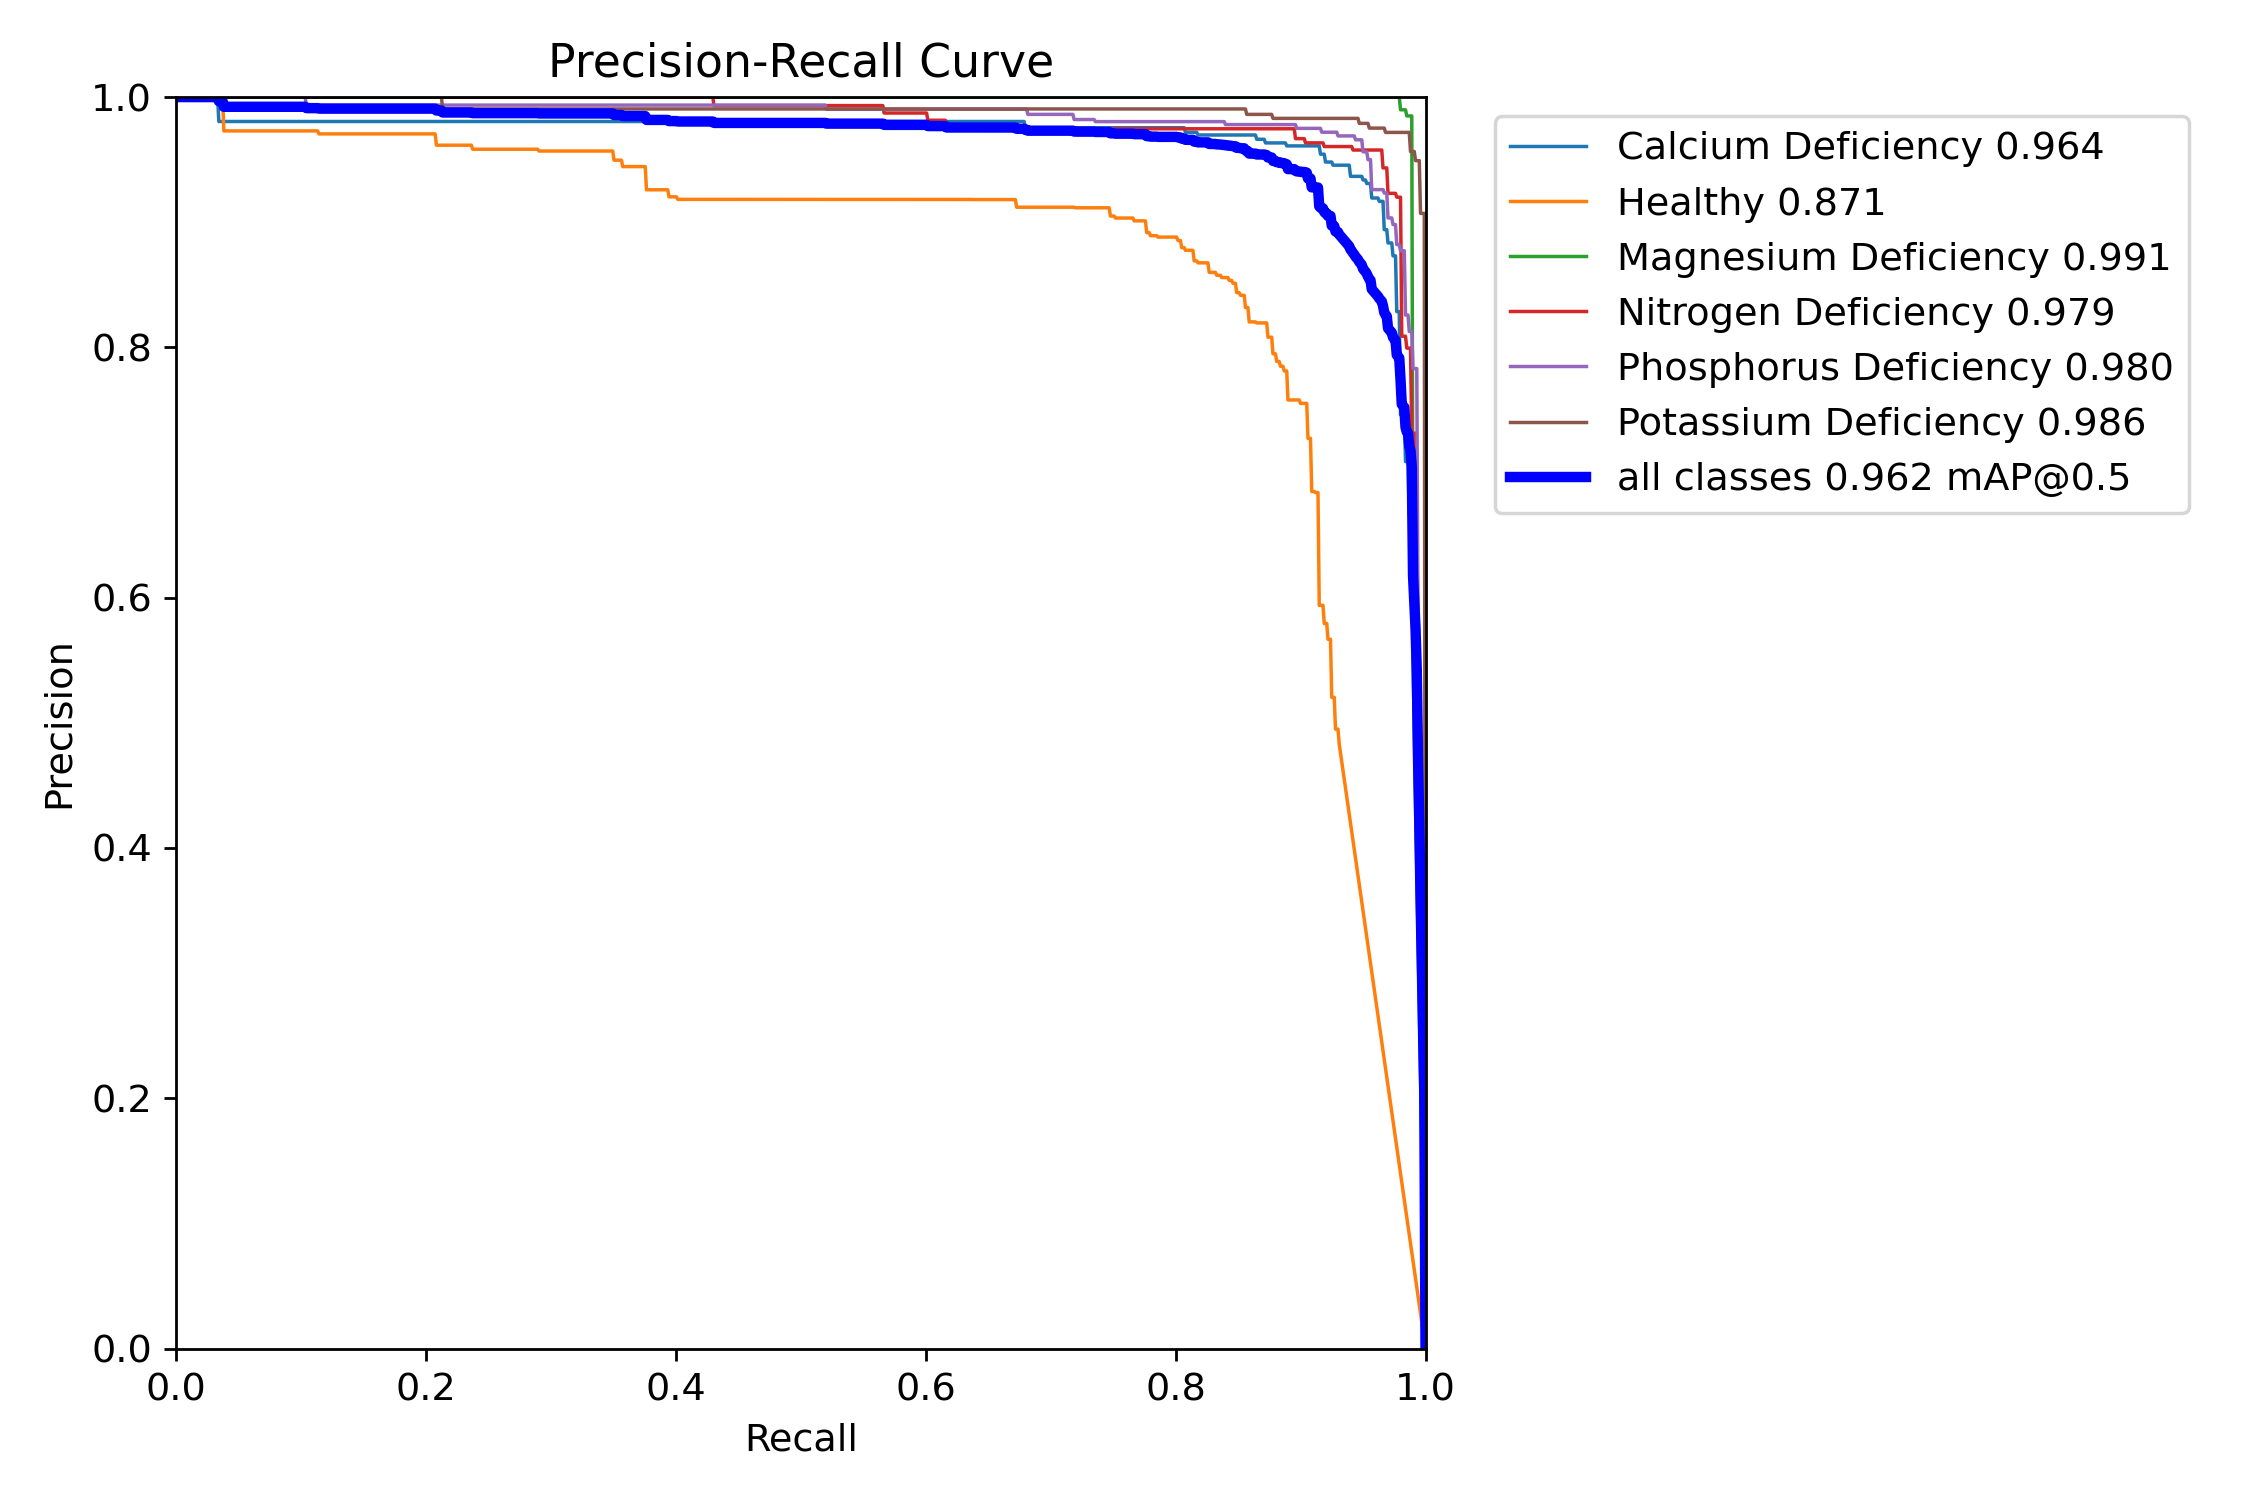 Precision-Recall Curve
1.0
0.8
0.6
0.4
0.2
0.0
Precision
0.0 0.2 0.4 0.6 0.8 1.0
Recall
Calcium Deficiency 0.964
Healthy 0.871
Magnesium Deficiency 0.991
Nitrogen Deficiency 0.979
Phosphorus Deficiency 0.980
Potassium Deficiency 0.986
all classes 0.962 mAP@0.5